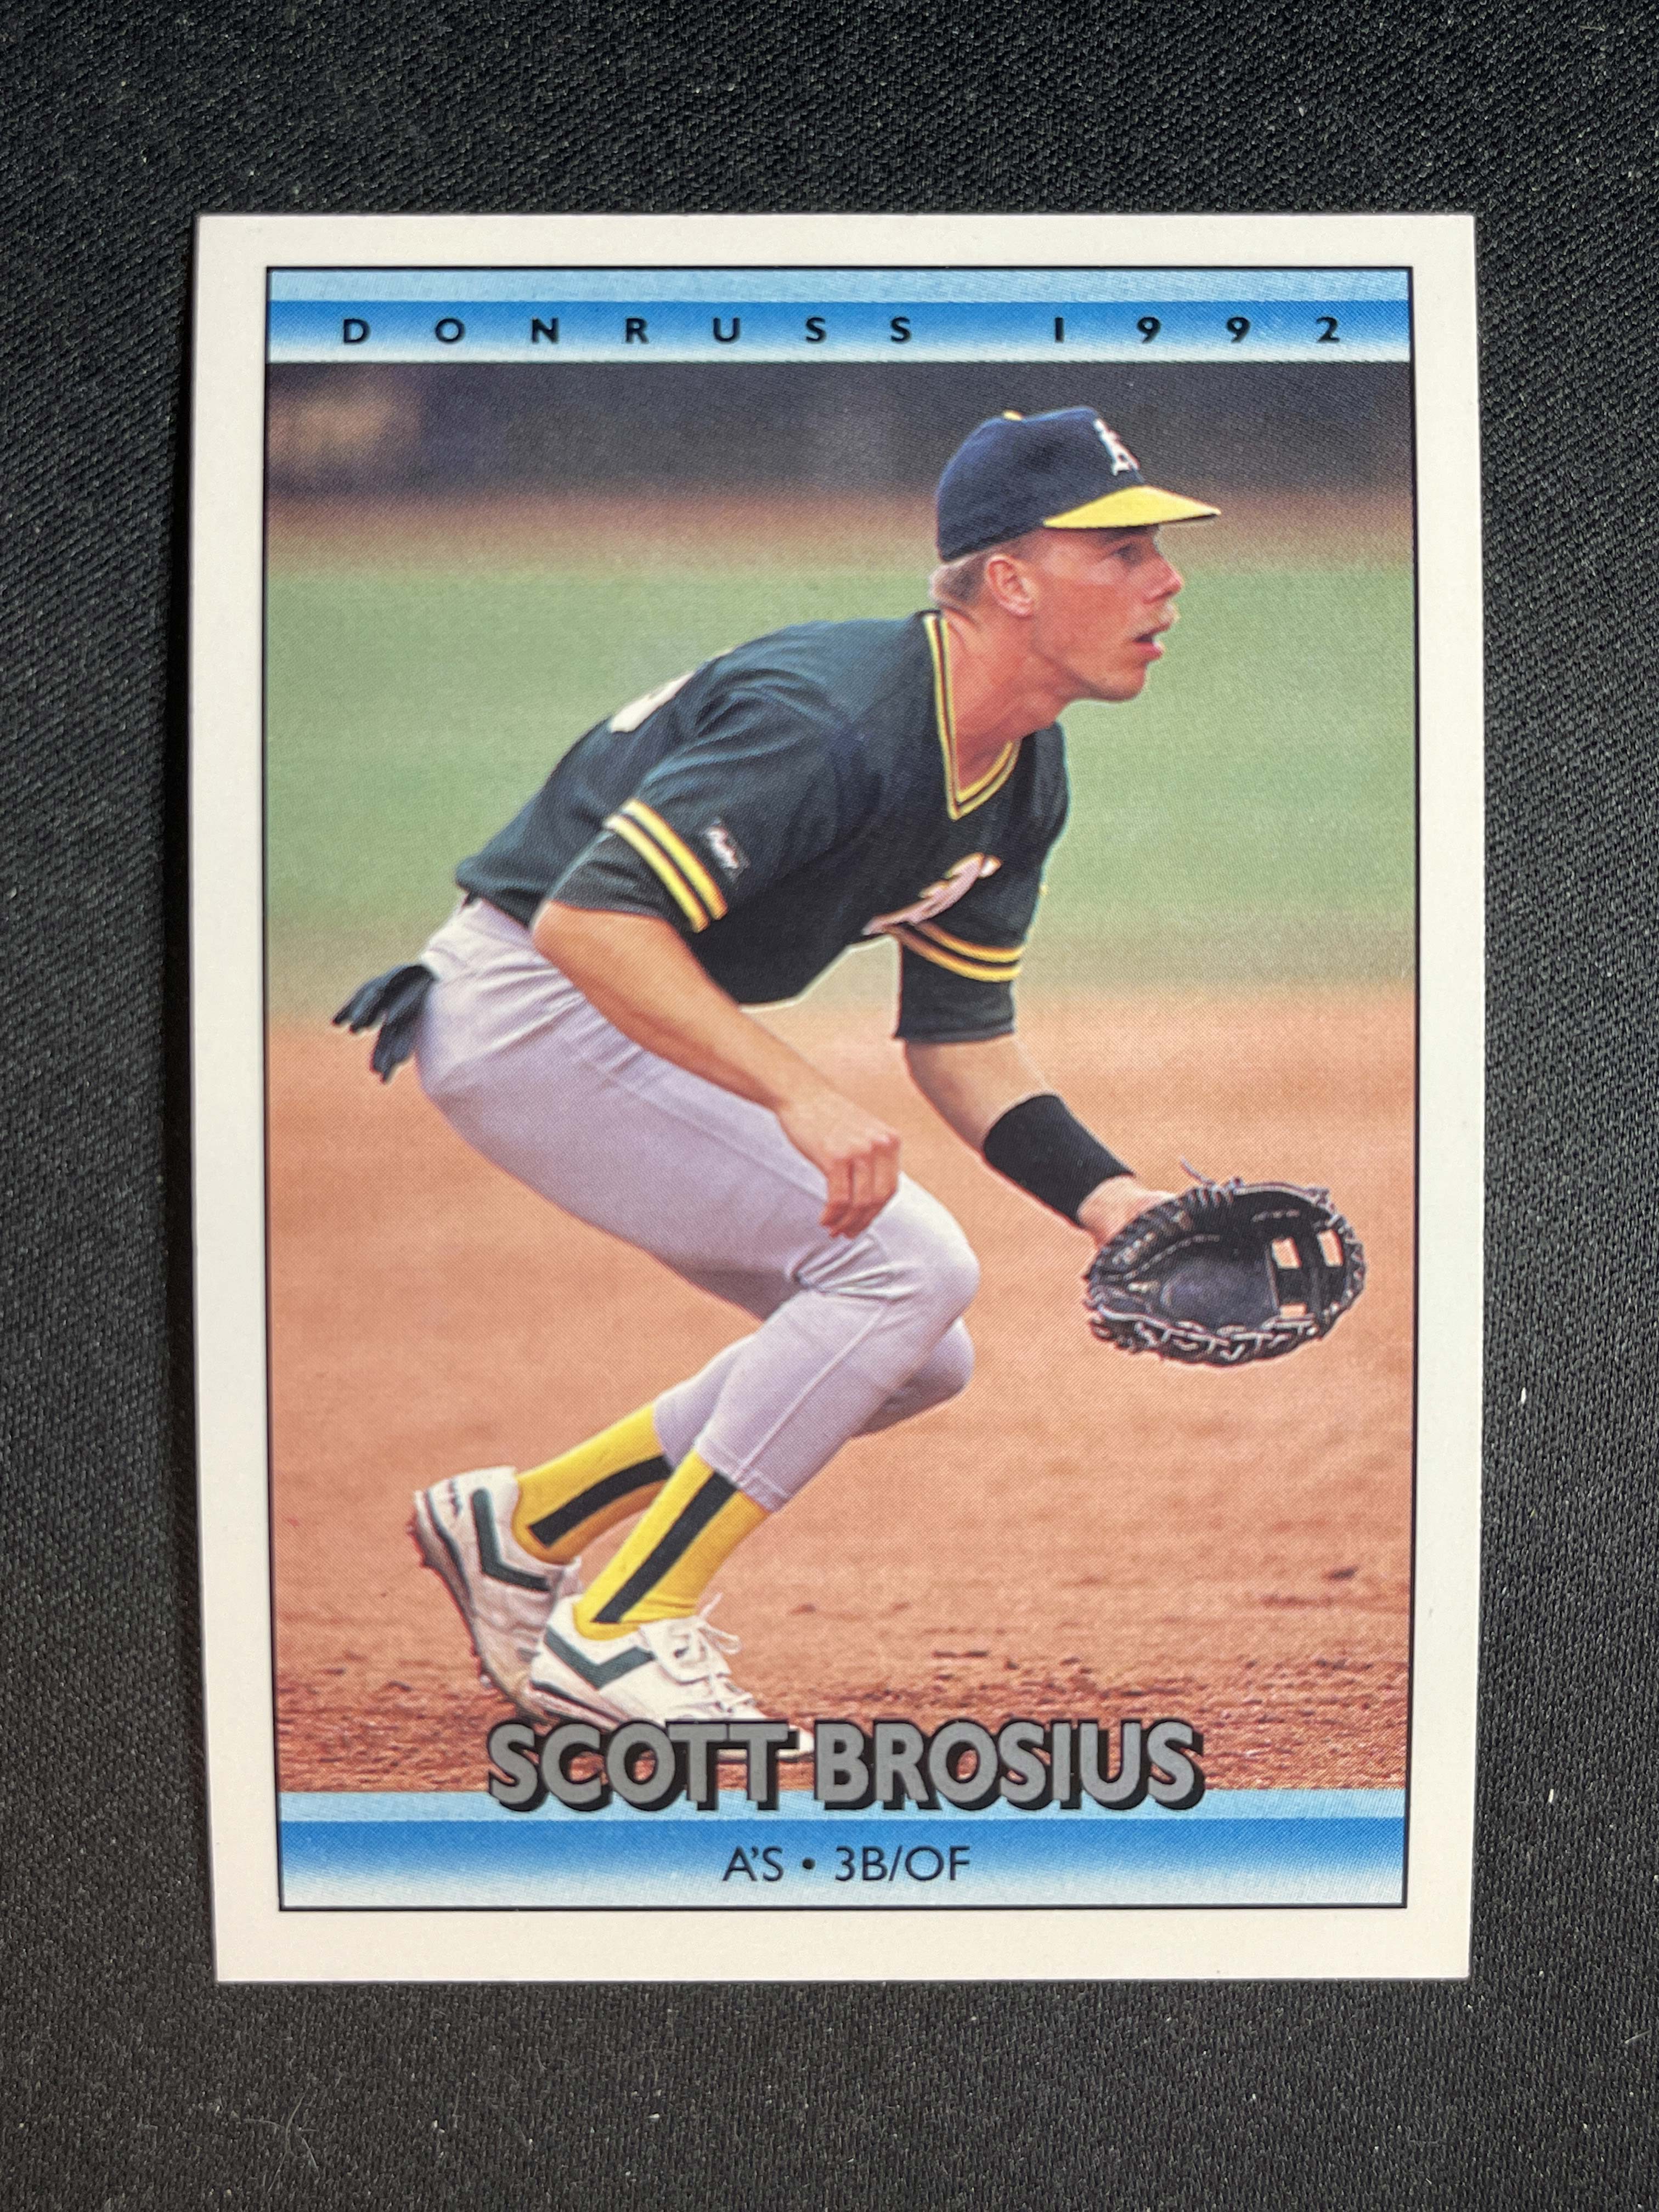 DONRUSS 1992
SCOTT BROSIUS
A'S • 3B/OF